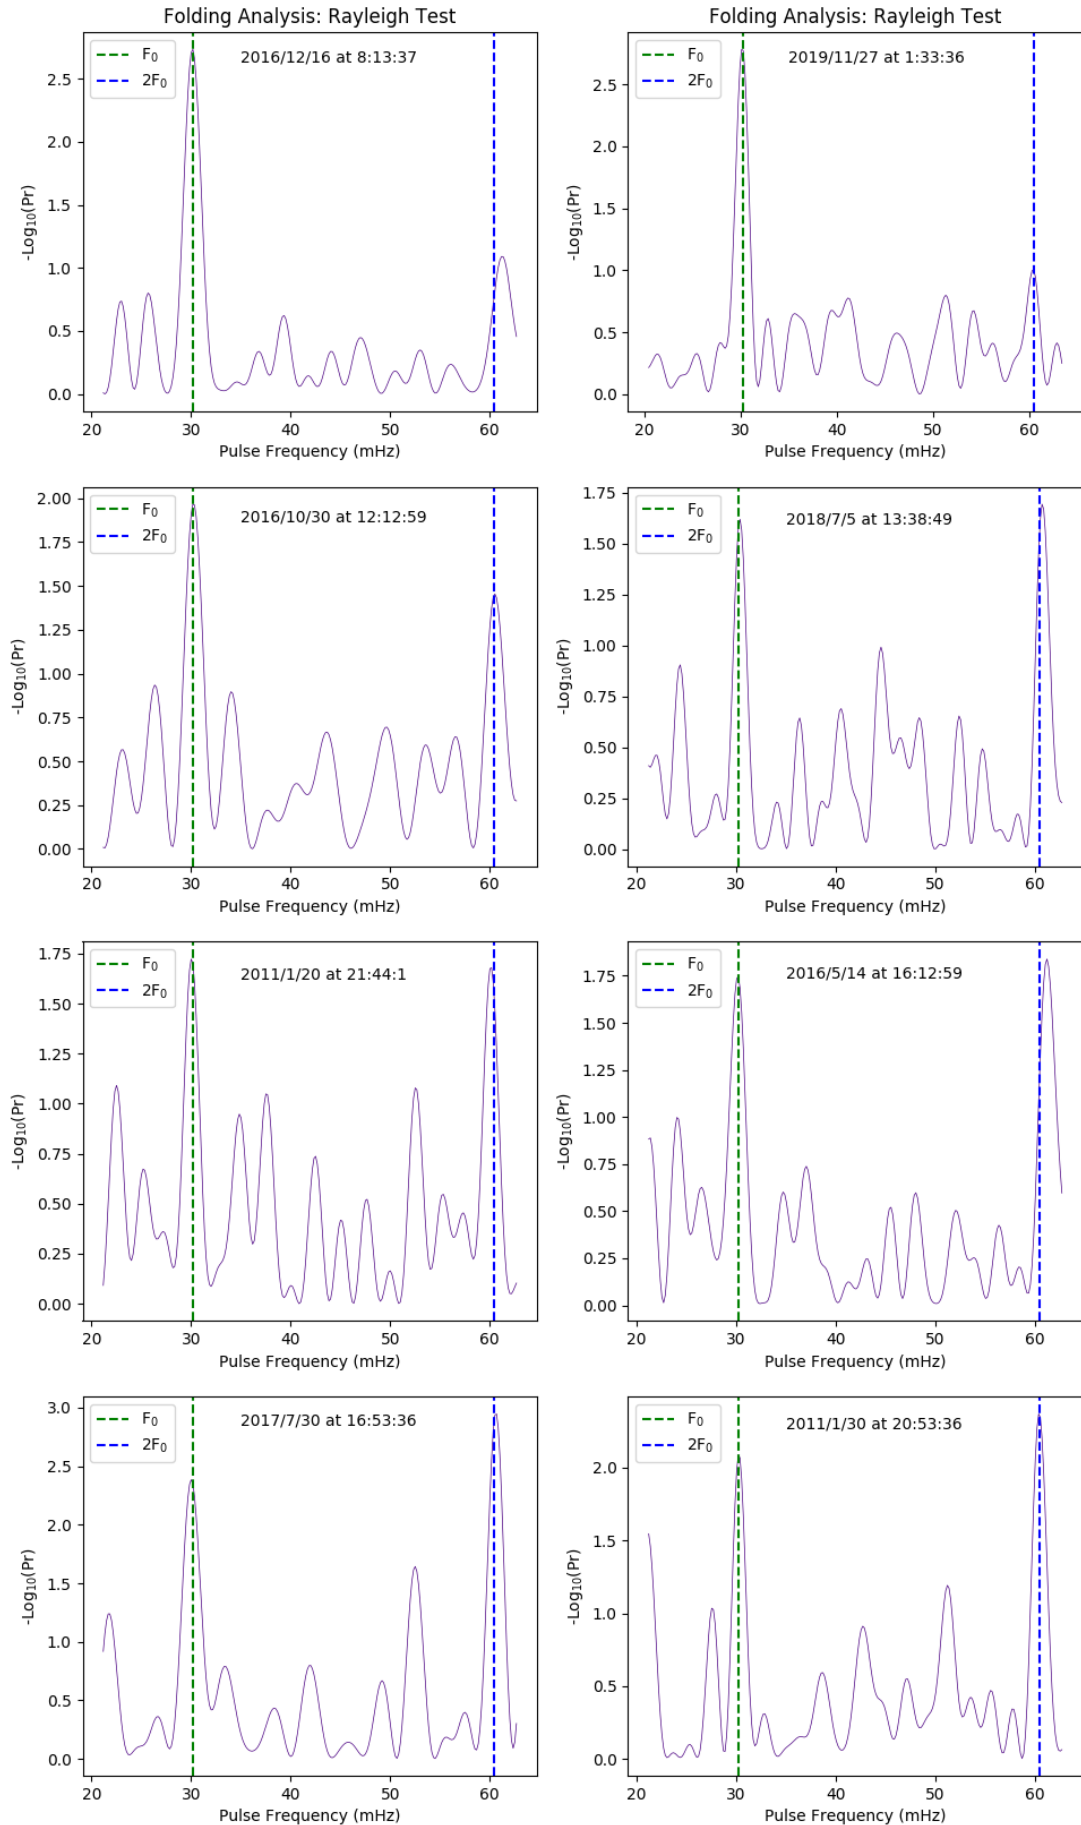 Folding Analysis: Rayleigh Test
F₀
2F₀
2016/12/16 at 8:13:37
-Log₁₀(Pr)
2.5
2.0
1.5
1.0
0.5
0.0
20 30 40 50 60
Pulse Frequency (mHz)
Folding Analysis: Rayleigh Test
F₀
2F₀
2019/11/27 at 1:33:36
-Log₁₀(Pr)
2.5
2.0
1.5
1.0
0.5
0.0
20 30 40 50 60
Pulse Frequency (mHz)
F₀
2F₀
2016/10/30 at 12:12:59
-Log₁₀(Pr)
2.00
1.75
1.50
1.25
1.00
0.75
0.50
0.25
0.00
20 30 40 50 60
Pulse Frequency (mHz)
F₀
2F₀
2018/7/5 at 13:38:49
-Log₁₀(Pr)
1.75
1.50
1.25
1.00
0.75
0.50
0.25
0.00
20 30 40 50 60
Pulse Frequency (mHz)
F₀
2F₀
2011/1/20 at 21:44:1
-Log₁₀(Pr)
1.75
1.50
1.25
1.00
0.75
0.50
0.25
0.00
20 30 40 50 60
Pulse Frequency (mHz)
F₀
2F₀
2016/5/14 at 16:12:59
-Log₁₀(Pr)
1.75
1.50
1.25
1.00
0.75
0.50
0.25
0.00
20 30 40 50 60
Pulse Frequency (mHz)
F₀
2F₀
2017/7/30 at 16:53:36
-Log₁₀(Pr)
3.0
2.5
2.0
1.5
1.0
0.5
0.0
20 30 40 50 60
Pulse Frequency (mHz)
F₀
2F₀
2011/1/30 at 20:53:36
-Log₁₀(Pr)
2.0
1.5
1.0
0.5
0.0
20 30 40 50 60
Pulse Frequency (mHz)